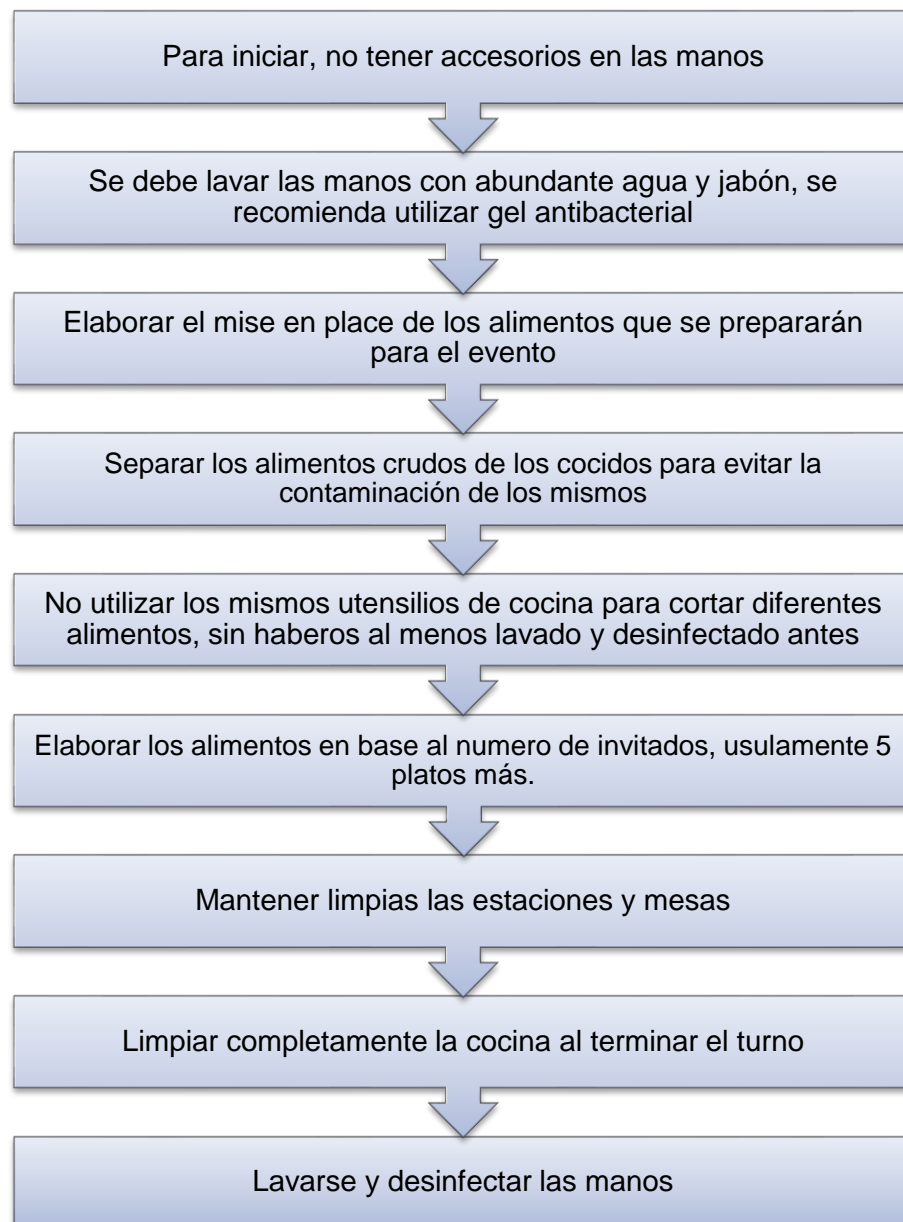 Para iniciar, no tener accesorios en las manos
Se debe lavar las manos con abundante agua y jabón, se
recomienda utilizar gel antibacterial
Elaborar el mise en place de los alimentos que se prepararán
para el evento
Separar los alimentos crudos de los cocidos para evitar la
contaminación de los mismos
No utilizar los mismos utensilios de cocina para cortar diferentes
alimentos, sin haberos al menos lavado y desinfectado antes
Elaborar los alimentos en base al numero de invitados, usulamente 5
platos más.
Mantener limpias las estaciones y mesas
Limpiar completamente la cocina al terminar el turno
Lavarse y desinfectar las manos